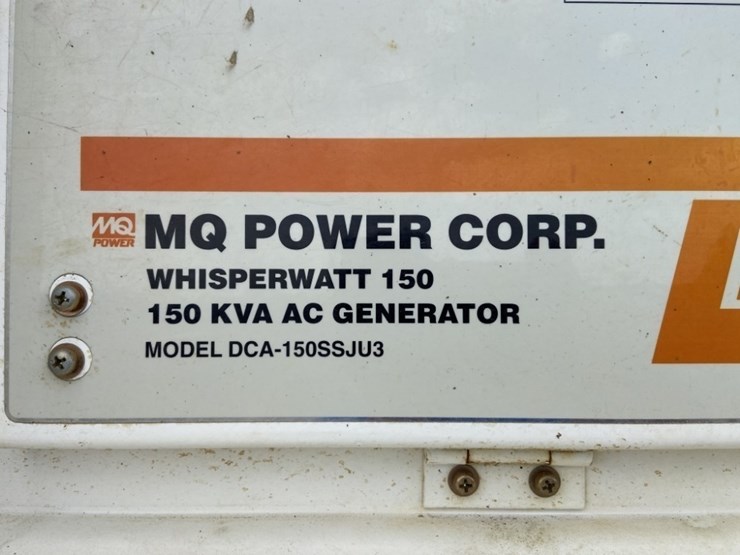 MQ
POWER
MQ POWER CORP.
WHISPERWATT 150
150 KVA AC GENERATOR
MODEL DCA-150SSJU3